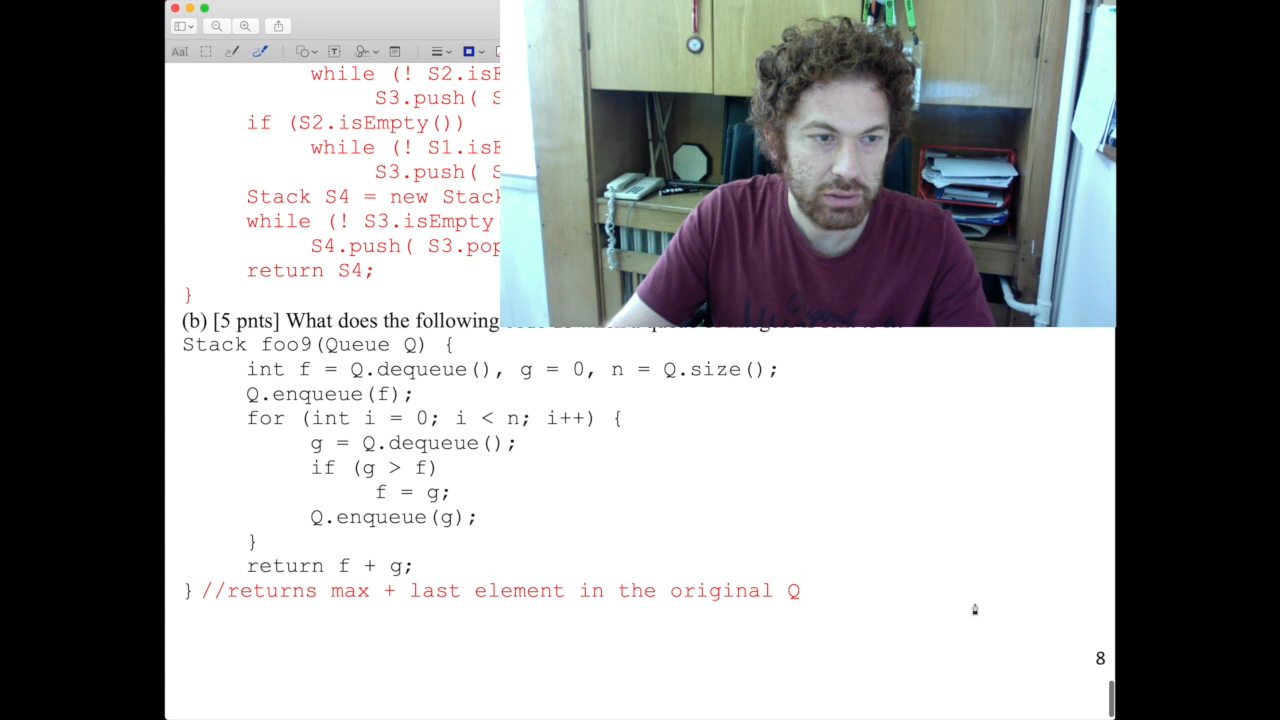 AaI
while (! S2.isE
S3.push( S
if (S2.isEmpty())
while (! S1.isE
S3.push(
Stack S4 = new Stack
while (! S3.isEmpty
S4.push( S3.pop
return S4;
}
(b) [5 pnts] What does the following
Stack foo9(Queue Q) {
int f = Q.dequeue(), g = 0, n = Q.size();
Q.enqueue(f);
for (int i = 0; i < n; i++) {
g = Q.dequeue();
if (g > f)
f = g;
Q.enqueue(g);
}
return f + g;
} //returns max + last element in the original Q
8